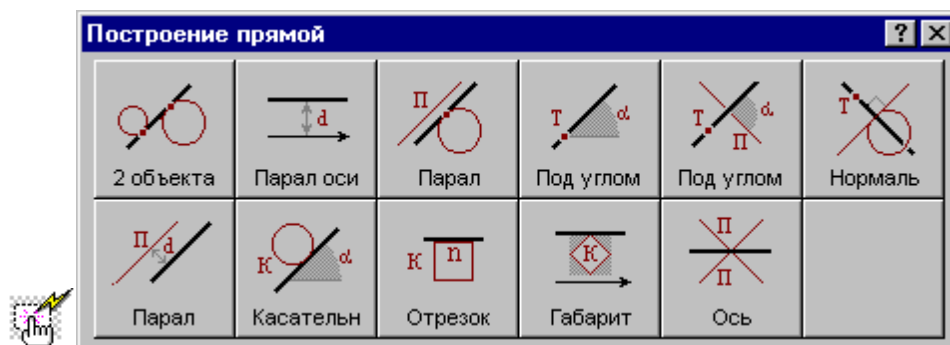 Построение прямой
П d П T α T α П T
2 объекта Парал оси Парал Под углом Под углом Нормаль
П d К α К n К П П
Парал Касательн Отрезок Габарит Ось